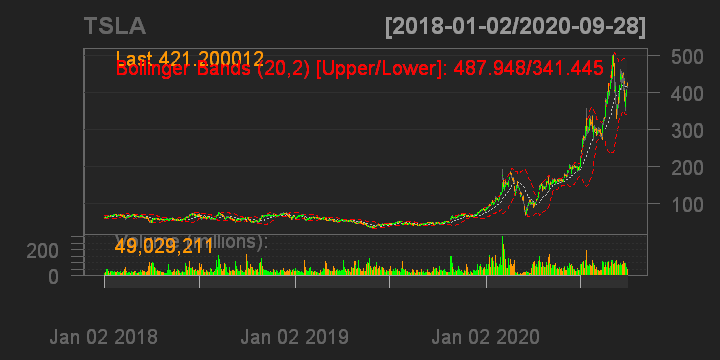 TSLA [2018-01-02/2020-09-28]
Last 421.200012
Bollinger Bands (20,2) [Upper/Lower]: 487.948/341.445
500
400
300
200
100
Volume (millions):
49,029,211
200
0
Jan 02 2018 Jan 02 2019 Jan 02 2020